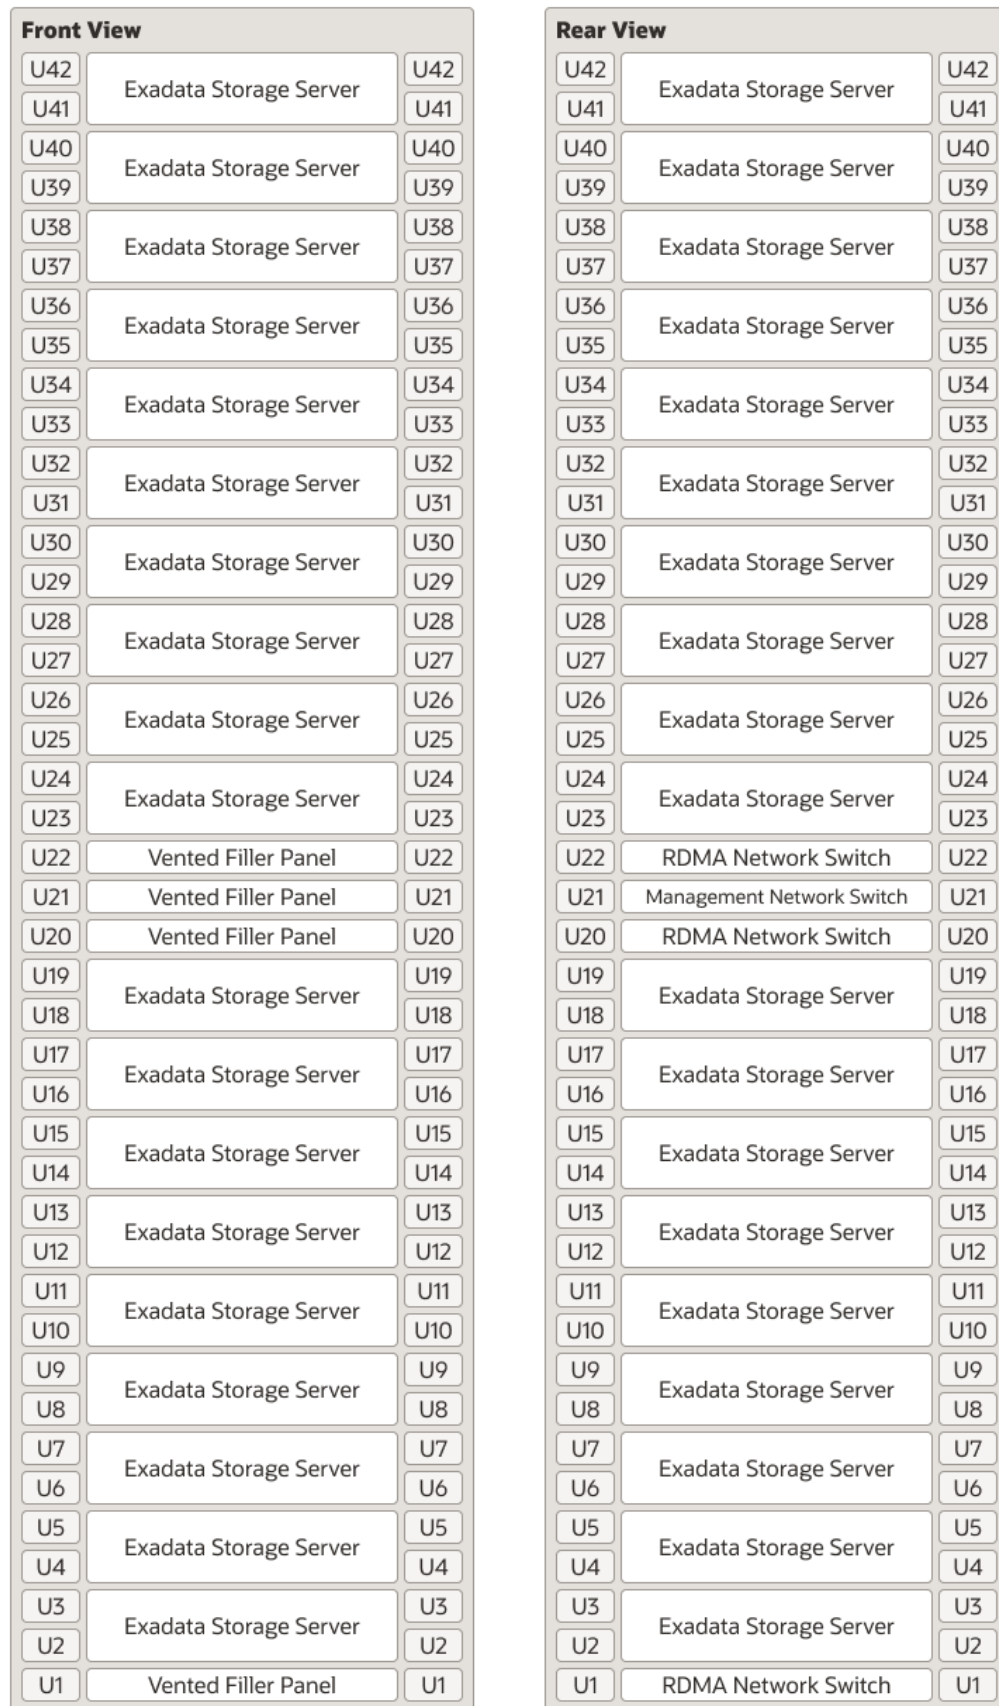 Front View
U42 Exadata Storage Server U42
U41 U41
U40 Exadata Storage Server U40
U39 U39
U38 Exadata Storage Server U38
U37 U37
U36 Exadata Storage Server U36
U35 U35
U34 Exadata Storage Server U34
U33 U33
U32 Exadata Storage Server U32
U31 U31
U30 Exadata Storage Server U30
U29 U29
U28 Exadata Storage Server U28
U27 U27
U26 Exadata Storage Server U26
U25 U25
U24 Exadata Storage Server U24
U23 U23
U22 Vented Filler Panel U22
U21 Vented Filler Panel U21
U20 Vented Filler Panel U20
U19 Exadata Storage Server U19
U18 U18
U17 Exadata Storage Server U17
U16 U16
U15 Exadata Storage Server U15
U14 U14
U13 Exadata Storage Server U13
U12 U12
U11 Exadata Storage Server U11
U10 U10
U9 Exadata Storage Server U9
U8 U8
U7 Exadata Storage Server U7
U6 U6
U5 Exadata Storage Server U5
U4 U4
U3 Exadata Storage Server U3
U2 U2
U1 Vented Filler Panel U1
Rear View
U42 Exadata Storage Server U42
U41 U41
U40 Exadata Storage Server U40
U39 U39
U38 Exadata Storage Server U38
U37 U37
U36 Exadata Storage Server U36
U35 U35
U34 Exadata Storage Server U34
U33 U33
U32 Exadata Storage Server U32
U31 U31
U30 Exadata Storage Server U30
U29 U29
U28 Exadata Storage Server U28
U27 U27
U26 Exadata Storage Server U26
U25 U25
U24 Exadata Storage Server U24
U23 U23
U22 RDMA Network Switch U22
U21 Management Network Switch U21
U20 RDMA Network Switch U20
U19 Exadata Storage Server U19
U18 U18
U17 Exadata Storage Server U17
U16 U16
U15 Exadata Storage Server U15
U14 U14
U13 Exadata Storage Server U13
U12 U12
U11 Exadata Storage Server U11
U10 U10
U9 Exadata Storage Server U9
U8 U8
U7 Exadata Storage Server U7
U6 U6
U5 Exadata Storage Server U5
U4 U4
U3 Exadata Storage Server U3
U2 U2
U1 RDMA Network Switch U1